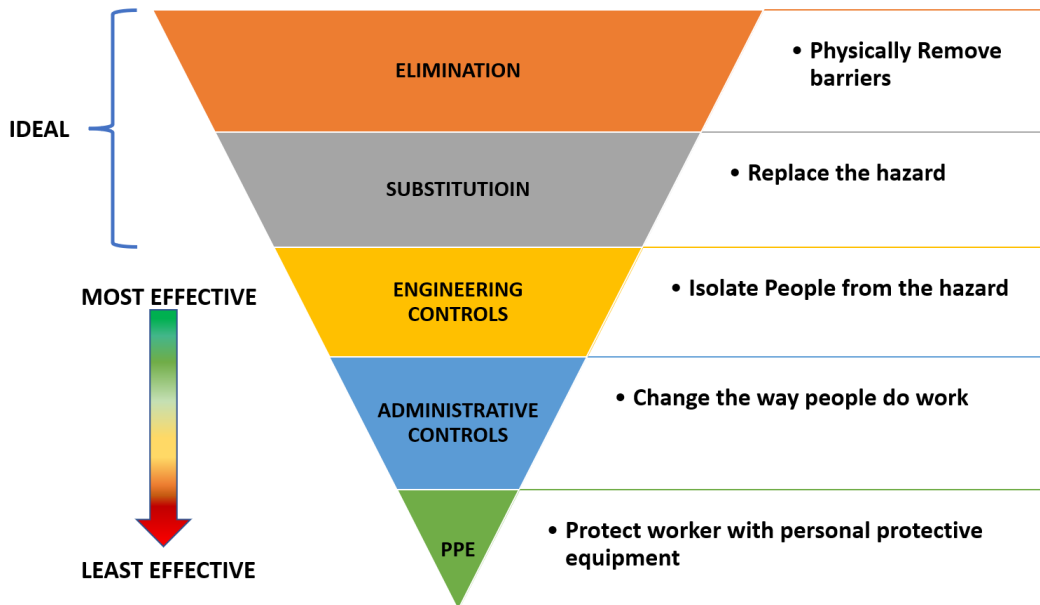 ELIMINATION
• Physically Remove
barriers
IDEAL
SUBSTITUTIOIN
• Replace the hazard
MOST EFFECTIVE
ENGINEERING
CONTROLS
• Isolate People from the hazard
ADMINISTRATIVE
CONTROLS
• Change the way people do work
PPE
• Protect worker with personal protective
equipment
LEAST EFFECTIVE